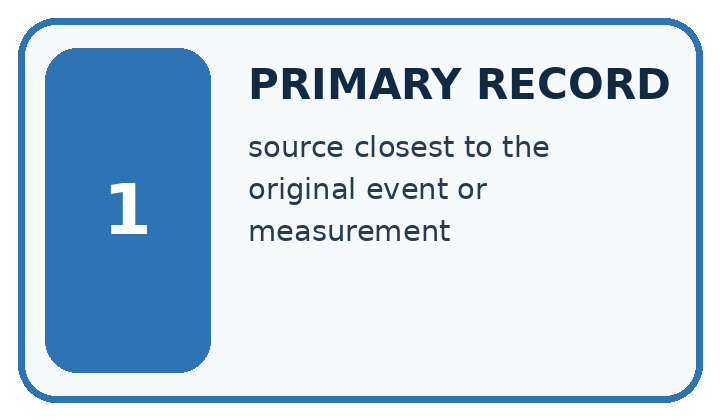 1
PRIMARY RECORD
source closest to the
original event or
measurement